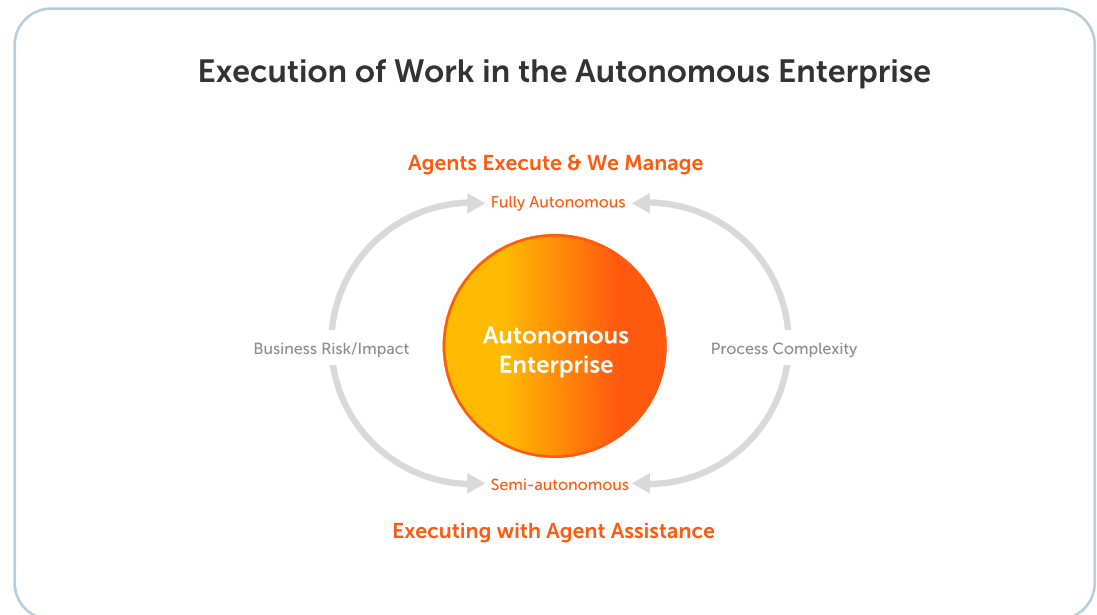 Execution of Work in the Autonomous Enterprise
Agents Execute & We Manage
Fully Autonomous
Business Risk/Impact
Autonomous
Enterprise
Process Complexity
Semi-autonomous
Executing with Agent Assistance